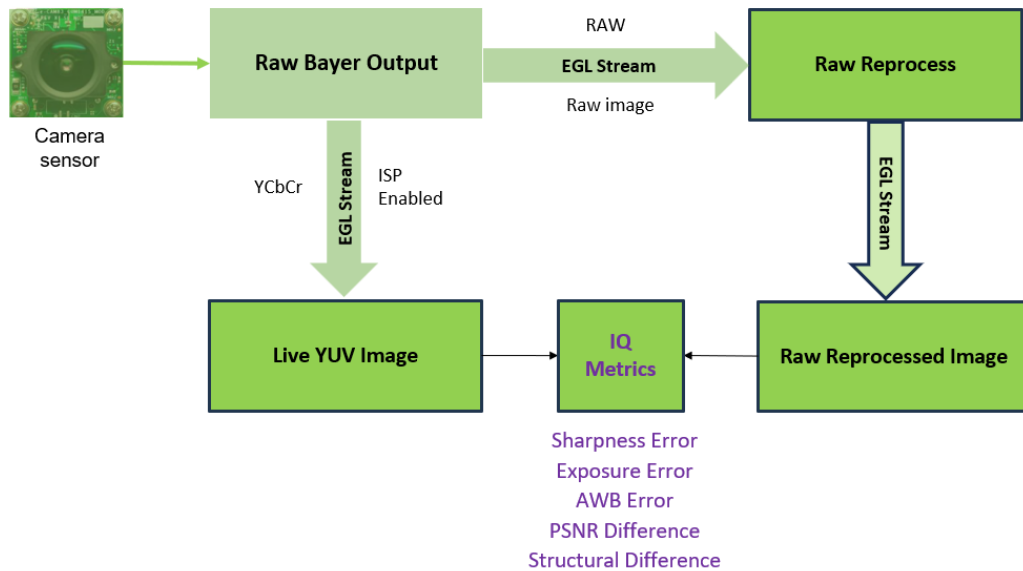 Camera
sensor
Raw Bayer Output
RAW
EGL Stream
Raw image
Raw Reprocess
YCbCr
EGL Stream
ISP
Enabled
EGL Stream
Live YUV Image
IQ
Metrics
Raw Reprocessed Image
Sharpness Error
Exposure Error
AWB Error
PSNR Difference
Structural Difference